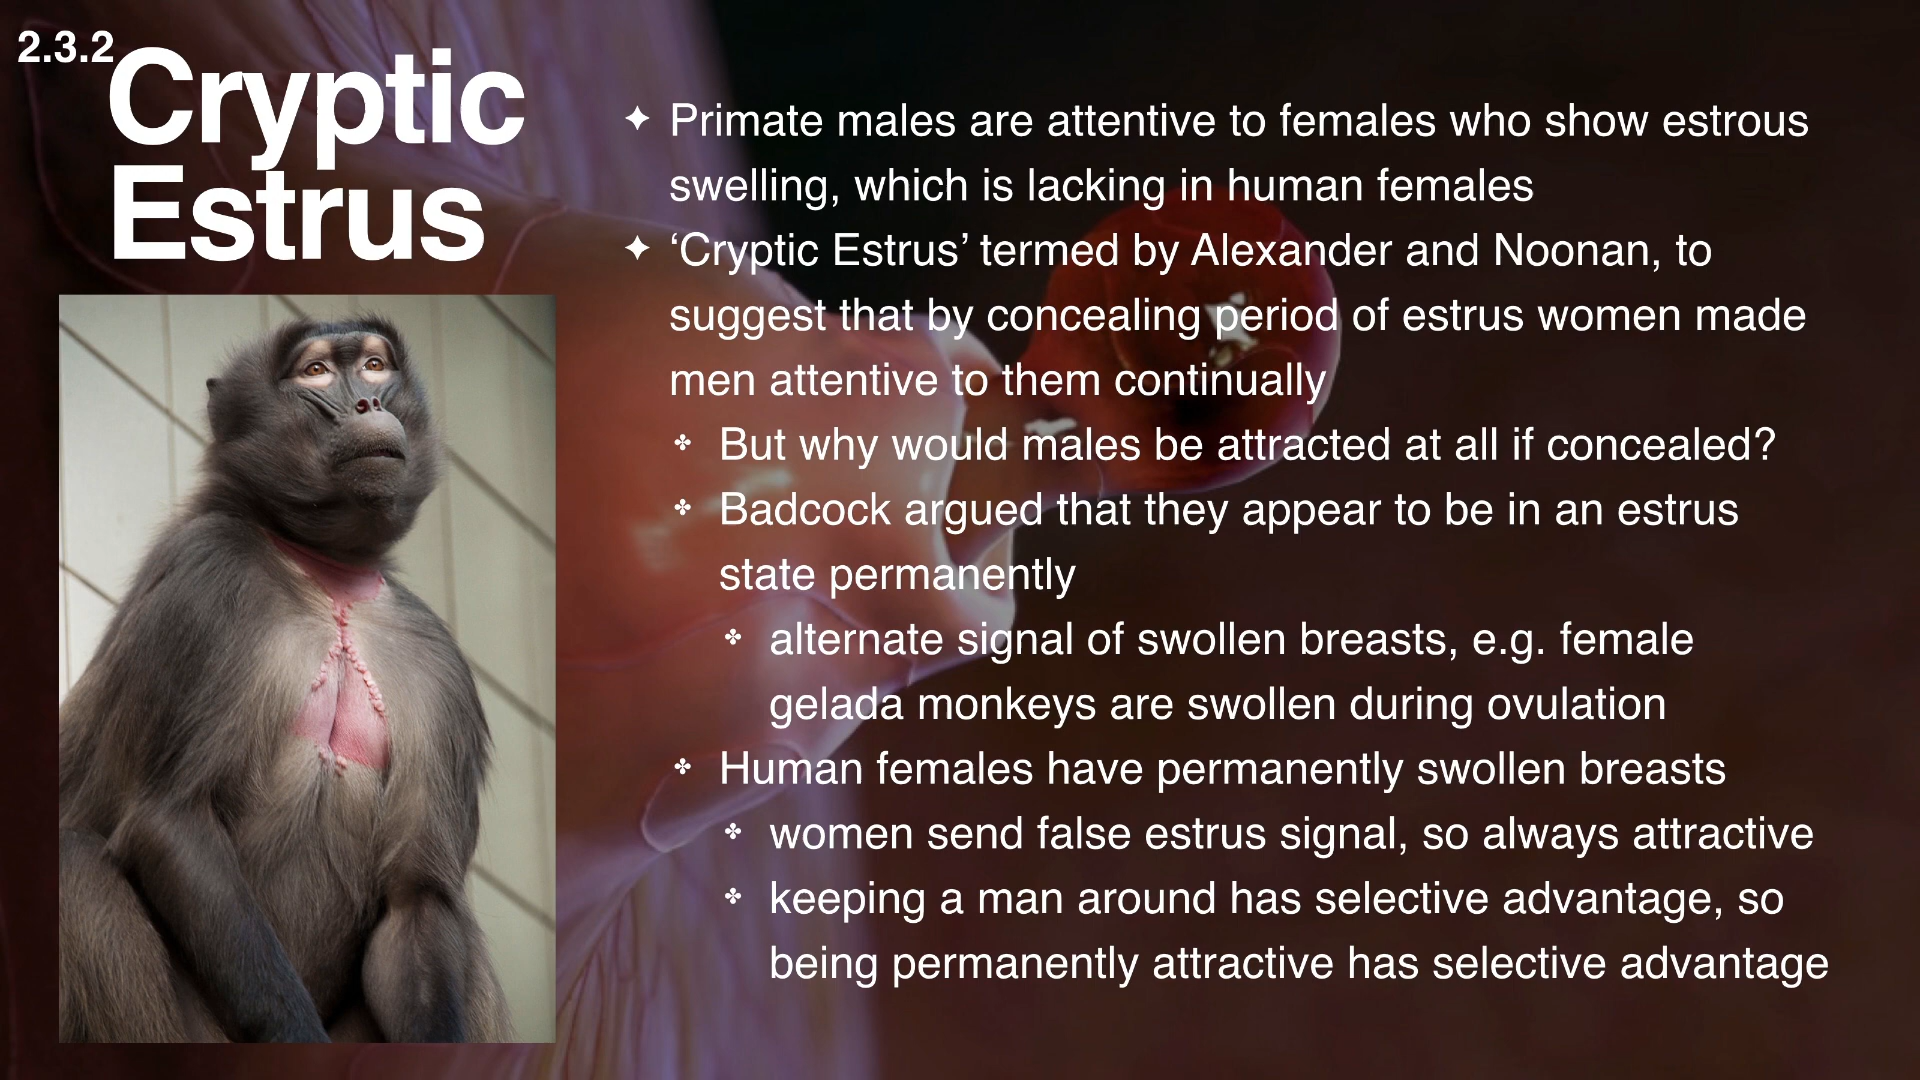 2.3.2
Cryptic
Estrus
✦ Primate males are attentive to females who show estrous
swelling, which is lacking in human females
✦ ‘Cryptic Estrus’ termed by Alexander and Noonan, to
suggest that by concealing period of estrus women made
men attentive to them continually
✤ But why would males be attracted at all if concealed?
✤ Badcock argued that they appear to be in an estrus
state permanently
✤ alternate signal of swollen breasts, e.g. female
gelada monkeys are swollen during ovulation
✤ Human females have permanently swollen breasts
✤ women send false estrus signal, so always attractive
✤ keeping a man around has selective advantage, so
being permanently attractive has selective advantage